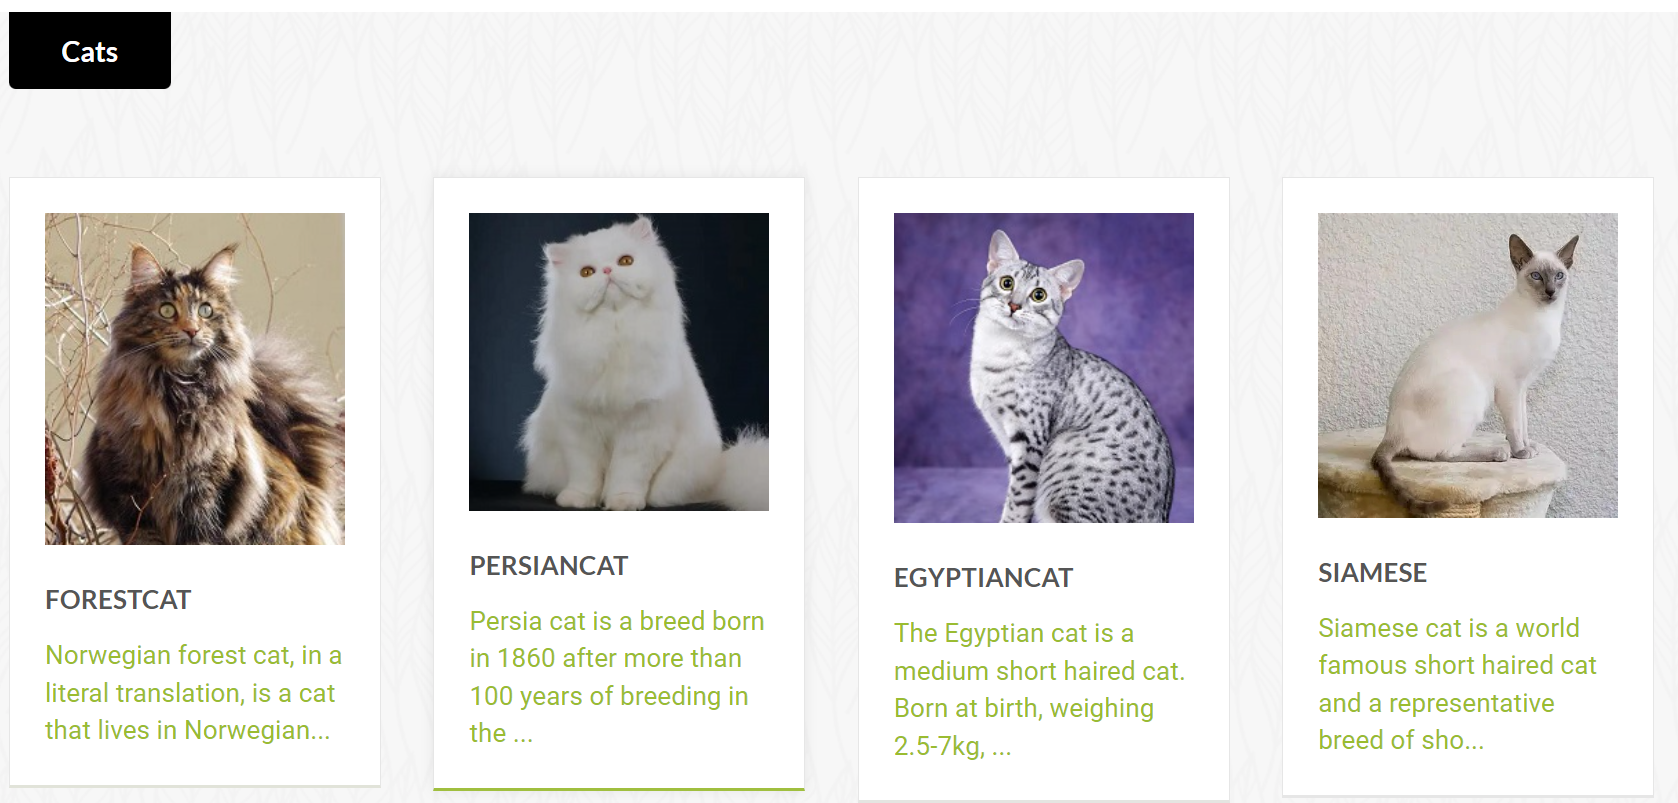 Cats
FORESTCAT
Norwegian forest cat, in a
literal translation, is a cat
that lives in Norwegian...
PERSIANCAT
Persia cat is a breed born
in 1860 after more than
100 years of breeding in
the ...
EGYPTIANCAT
The Egyptian cat is a
medium short haired cat.
Born at birth, weighing
2.5-7kg, ...
SIAMESE
Siamese cat is a world
famous short haired cat
and a representative
breed of sho...